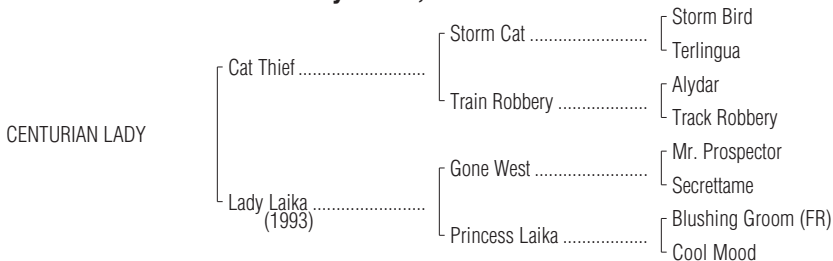 Storm Bird
Storm Cat ........................
Terlingua
Cat Thief ..........................
Alydar
Train Robbery ..................
Track Robbery
CENTURIAN LADY
Mr. Prospector
Gone West .......................
Secrettame
Lady Laika .......................
(1993)
Blushing Groom (FR)
Princess Laika .................
Cool Mood